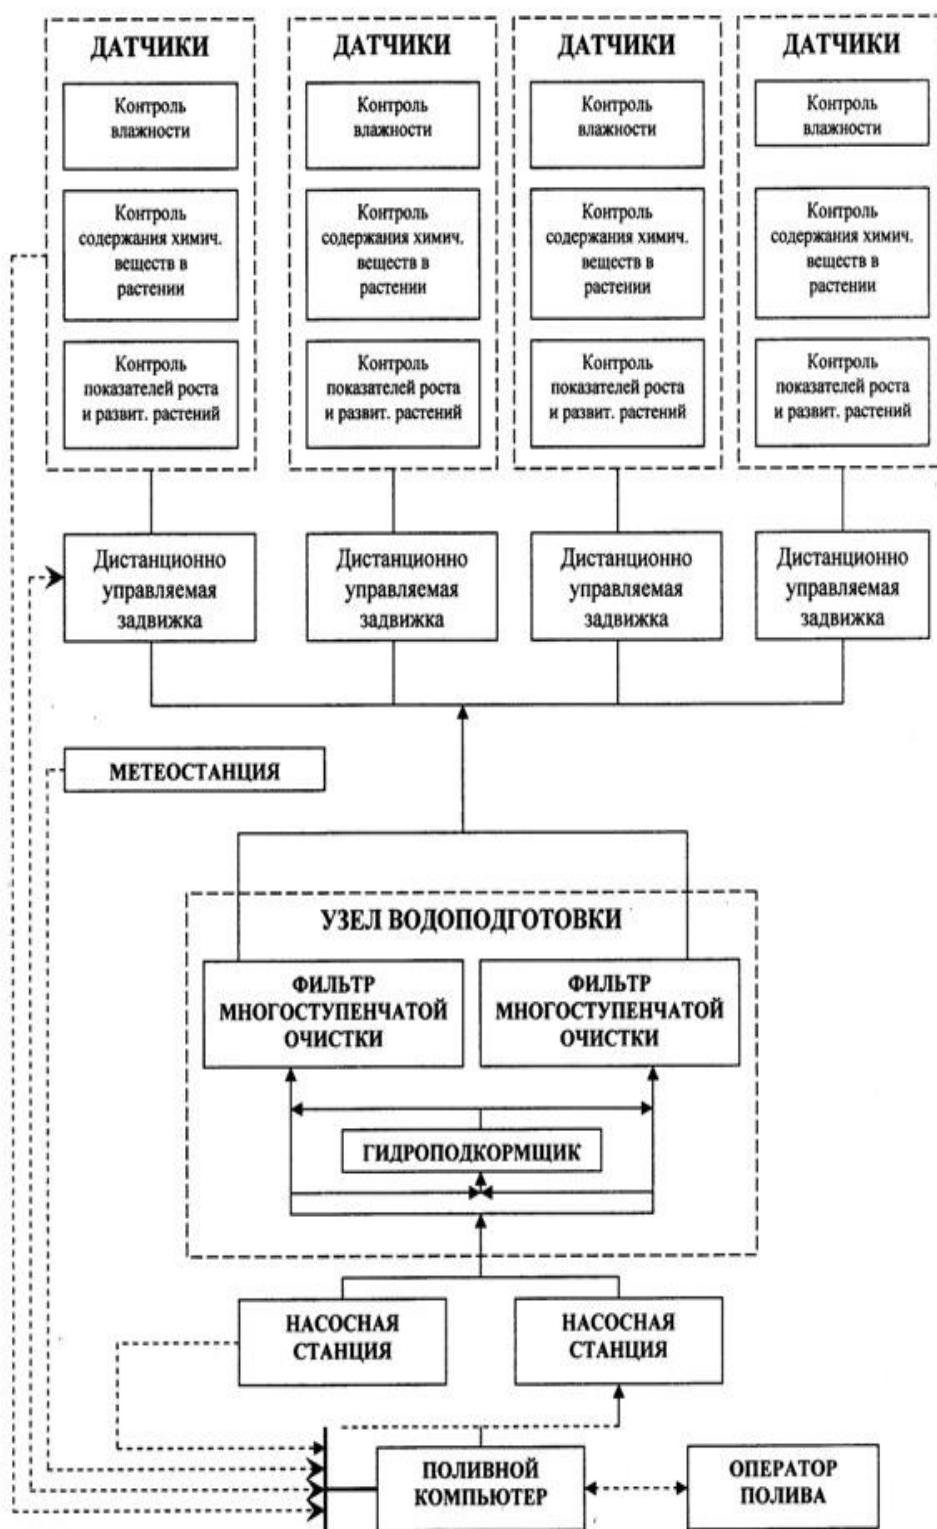 ДАТЧИКИ
Контроль
влажности
Контроль
содержания химич.
веществ в
растении
Контроль
показателей роста
и развит. растений
ДАТЧИКИ
Контроль
влажности
Контроль
содержания химич.
веществ в
растении
Контроль
показателей роста
и развит. растений
ДАТЧИКИ
Контроль
влажности
Контроль
содержания химич.
веществ в
растении
Контроль
показателей роста
и развит. растений
ДАТЧИКИ
Контроль
влажности
Контроль
содержания химич.
веществ в
растении
Контроль
показателей роста
и развит. растений
Дистанционно
управляемая
задвижка
Дистанционно
управляемая
задвижка
Дистанционно
управляемая
задвижка
Дистанционно
управляемая
задвижка
МЕТЕОСТАНЦИЯ
УЗЕЛ ВОДОПОДГОТОВКИ
ФИЛЬТР
МНОГОСТУПЕНЧАТОЙ
ОЧИСТКИ
ФИЛЬТР
МНОГОСТУПЕНЧАТОЙ
ОЧИСТКИ
ГИДРОПОДКОРМЩИК
НАСОСНАЯ
СТАНЦИЯ
НАСОСНАЯ
СТАНЦИЯ
ПОЛИВНОЙ
КОМПЬЮТЕР
ОПЕРАТОР
ПОЛИВА